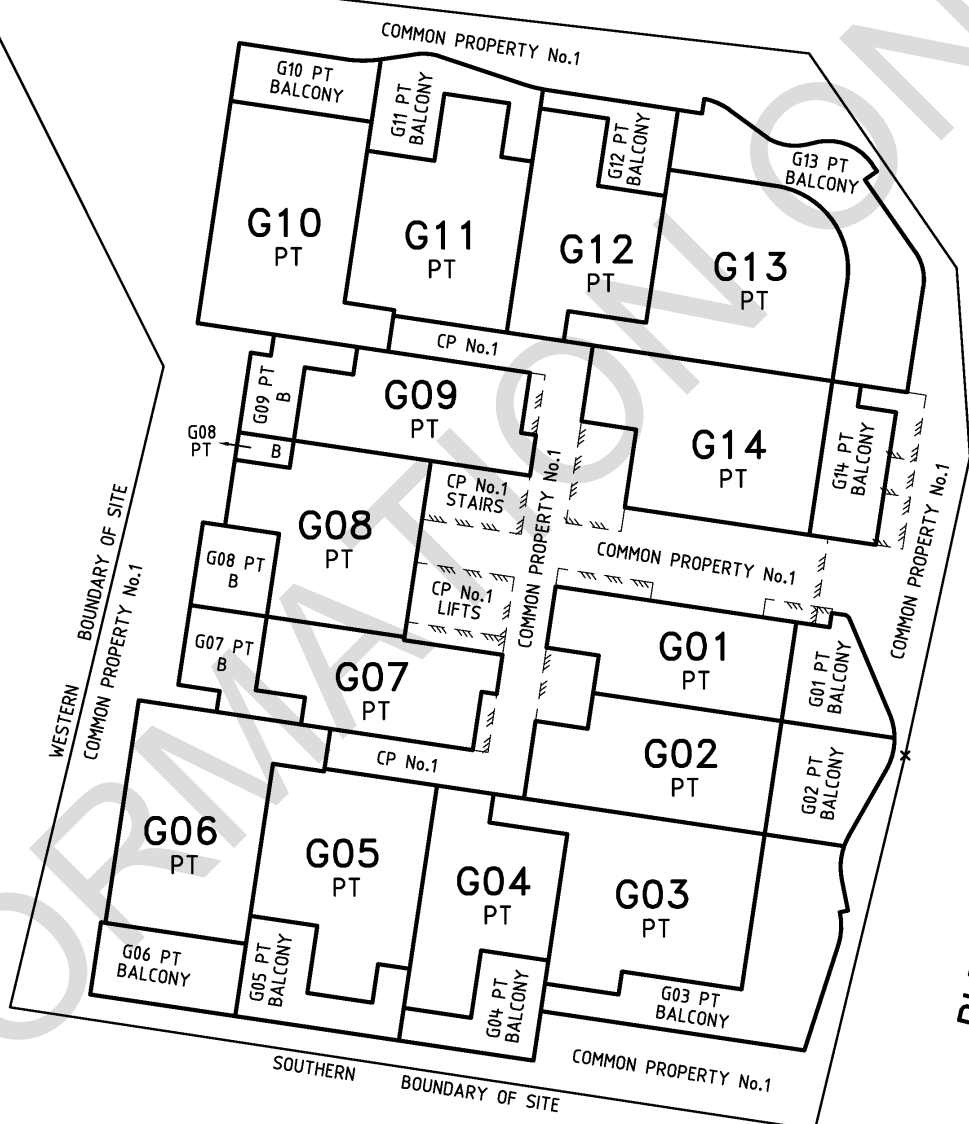 COMMON PROPERTY No.1
G10 PT
BALCONY
G11 PT
BALCONY
G12 PT
BALCONY
G13 PT
BALCONY
G10
PT
G11
PT
G12
PT
G13
PT
CP No.1
G09 PT
B
G09
PT
G08
PT
B
G14
PT
G14 PT
BALCONY
CP No.1
STAIRS
G08
PT
COMMON PROPERTY No.1
COMMON PROPERTY No.1
COMMON PROPERTY No.1
G08 PT
B
CP No.1
LIFTS
WESTERN BOUNDARY OF SITE
COMMON PROPERTY No.1
G07 PT
B
G07
PT
G01
PT
G01 PT
BALCONY
CP No.1
G02
PT
G02 PT
BALCONY
G06
PT
G05
PT
G04
PT
G03
PT
G06 PT
BALCONY
G05 PT
BALCONY
G04 PT
BALCONY
G03 PT
BALCONY
COMMON PROPERTY No.1
SOUTHERN BOUNDARY OF SITE
ORMATION ON